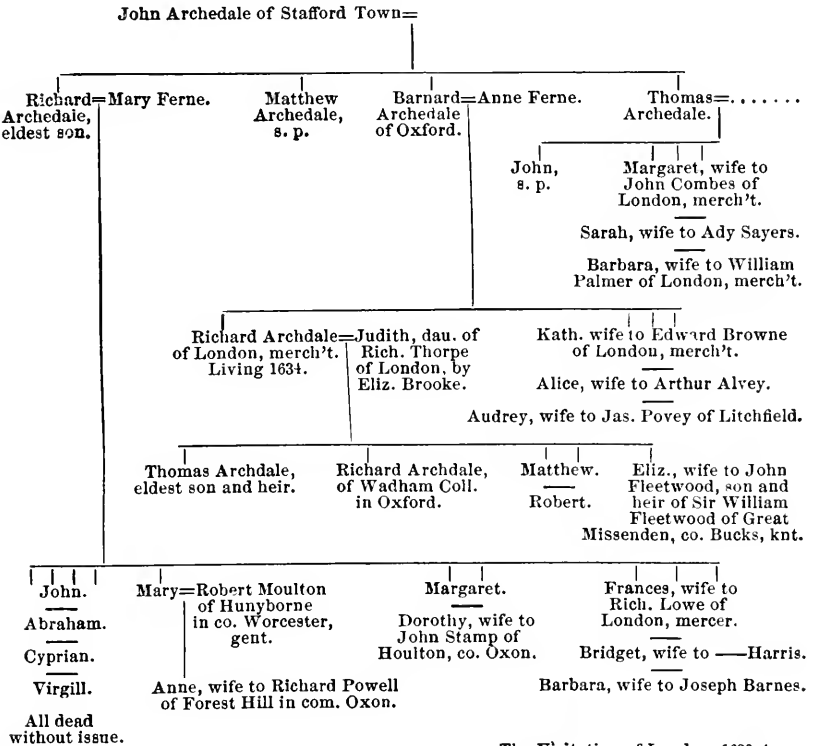 John Archedale of Stafford Town=
Richard=Mary Ferne.
Archedale,
eldest son.
Matthew
Archedale,
s. p.
Barnard=Anne Ferne.
Archedale
of Oxford.
Thomas=.......
Archedale.
John,
s. p.
Margaret, wife to
John Combes of
London, merch't.
Sarah, wife to Ady Sayers.
Barbara, wife to William
Palmer of London, merch't.
Richard Archdale=Judith, dau. of
of London, merch't. Rich. Thorpe
Living 1634. of London, by
Eliz. Brooke.
Kath. wife to Edward Browne
of London, merch't.
Alice, wife to Arthur Alvey.
Audrey, wife to Jas. Povey of Litchfield.
Thomas Archdale,
eldest son and heir.
Richard Archdale,
of Wadham Coll.
in Oxford.
Matthew.
Robert.
Eliz., wife to John
Fleetwood, son and
heir of Sir William
Fleetwood of Great
Missenden, co. Bucks, knt.
John.
Abraham.
Cyprian.
Virgill.
All dead
without issue.
Mary=Robert Moulton
of Hunyborne
in co. Worcester,
gent.
Anne, wife to Richard Powell
of Forest Hill in com. Oxon.
Margaret.
Dorothy, wife to
John Stamp of
Houlton, co. Oxon.
Frances, wife to
Rich. Lowe of
London, mercer.
Bridget, wife to ——Harris.
Barbara, wife to Joseph Barnes.